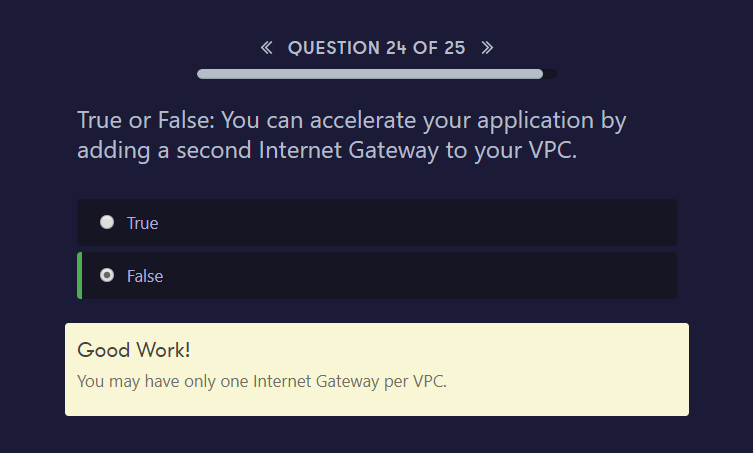 QUESTION 24 OF 25
True or False: You can accelerate your application by
adding a second Internet Gateway to your VPC.
True
False
Good Work!
You may have only one Internet Gateway per VPC.